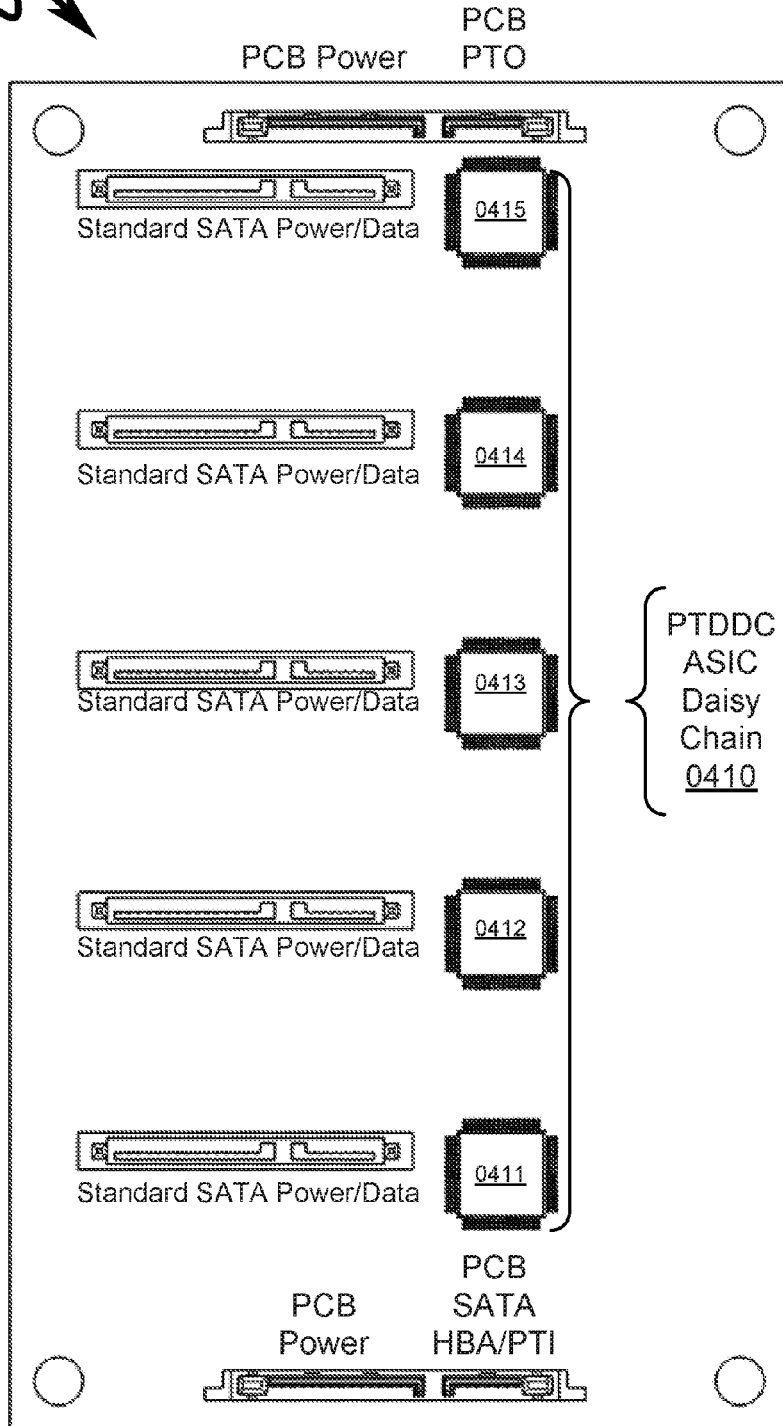 PCB
PCB Power PTO
0415
Standard SATA Power/Data
0414
Standard SATA Power/Data
0413
Standard SATA Power/Data
PTDDC
ASIC
Daisy
Chain
0410
0412
Standard SATA Power/Data
0411
Standard SATA Power/Data
PCB
Power
PCB
SATA
HBA/PTI